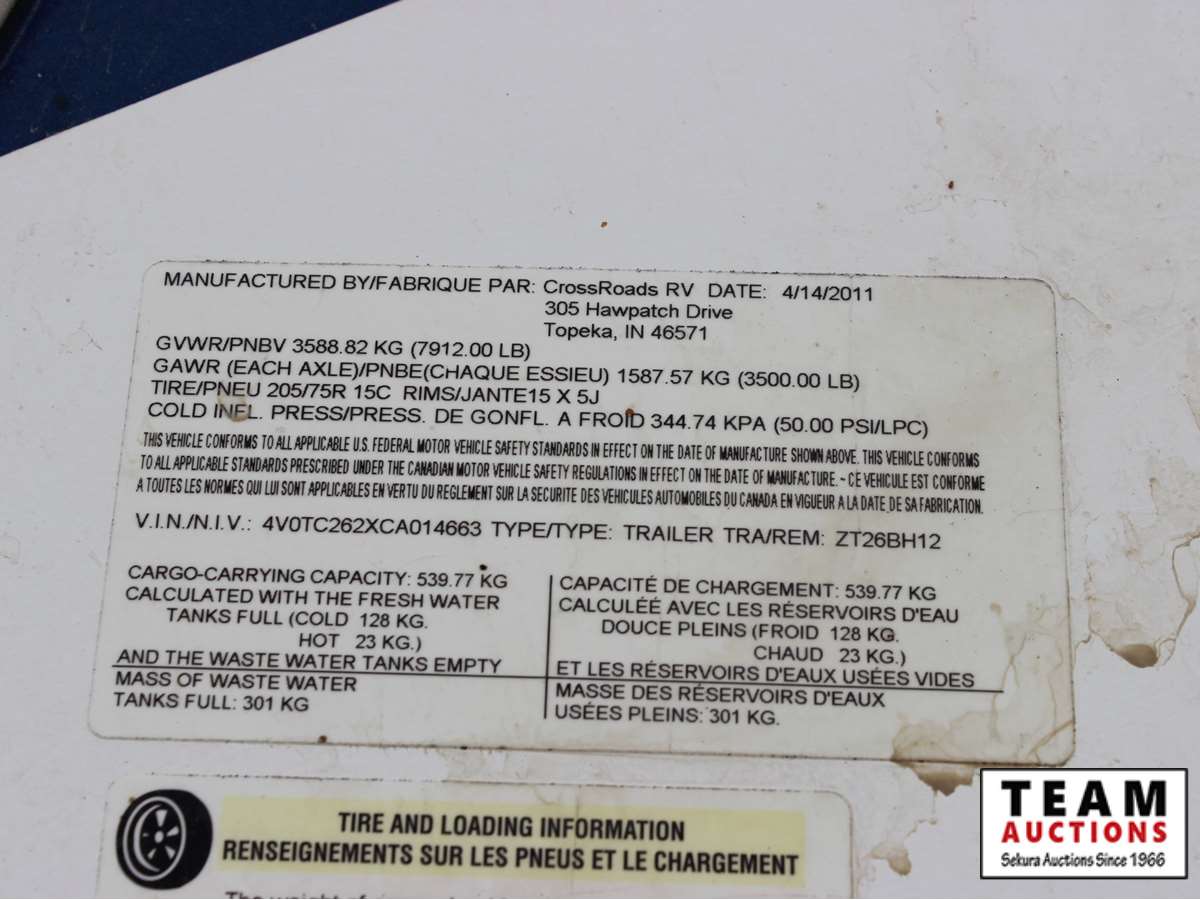 MANUFACTURED BY/FABRIQUE PAR: CrossRoads RV DATE: 4/14/2011
305 Hawpatch Drive
Topeka, IN 46571
GVWR/PNBV 3588.82 KG (7912.00 LB)
GAWR (EACH AXLE)/PNBE(CHAQUE ESSIEU) 1587.57 KG (3500.00 LB)
TIRE/PNEU 205/75R 15C RIMS/JANTE15 X 5J
COLD INFL. PRESS/PRESS. DE GONFL. A FROID 344.74 KPA (50.00 PSI/LPC)
THIS VEHICLE CONFORMS TO ALL APPLICABLE U.S. FEDERAL MOTOR VEHICLE SAFETY STANDARDS IN EFFECT ON THE DATE OF MANUFACTURE SHOWN ABOVE. THIS VEHICLE CONFORMS
TO ALL APPLICABLE STANDARDS PRESCRIBED UNDER THE CANADIAN MOTOR VEHICLE SAFETY REGULATIONS IN EFFECT ON THE DATE OF MANUFACTURE. ~ CE VEHICULE EST CONFORME
A TOUTES LES NORMES QUI LUI SONT APPLICABLES EN VERTU DU REGLEMENT SUR LA SECURITE DES VEHICULES AUTOMOBILES DU CANADA EN VIGUEUR A LA DATE DE SA FABRICATION.
V.I.N./N.I.V.: 4V0TC262XCA014663 TYPE/TYPE: TRAILER TRA/REM: ZT26BH12
CARGO-CARRYING CAPACITY: 539.77 KG
CALCULATED WITH THE FRESH WATER
TANKS FULL (COLD 128 KG.
HOT 23 KG.)
AND THE WASTE WATER TANKS EMPTY
MASS OF WASTE WATER
TANKS FULL: 301 KG
CAPACITÉ DE CHARGEMENT: 539.77 KG
CALCULÉE AVEC LES RÉSERVOIRS D'EAU
DOUCE PLEINS (FROID 128 KG.
CHAUD 23 KG.)
ET LES RÉSERVOIRS D'EAUX USÉES VIDES
MASSE DES RÉSERVOIRS D'EAUX
USÉES PLEINS: 301 KG.
TIRE AND LOADING INFORMATION
RENSEIGNEMENTS SUR LES PNEUS ET LE CHARGEMENT
TEAM
AUCTIONS
Sekura Auctions Since 1966